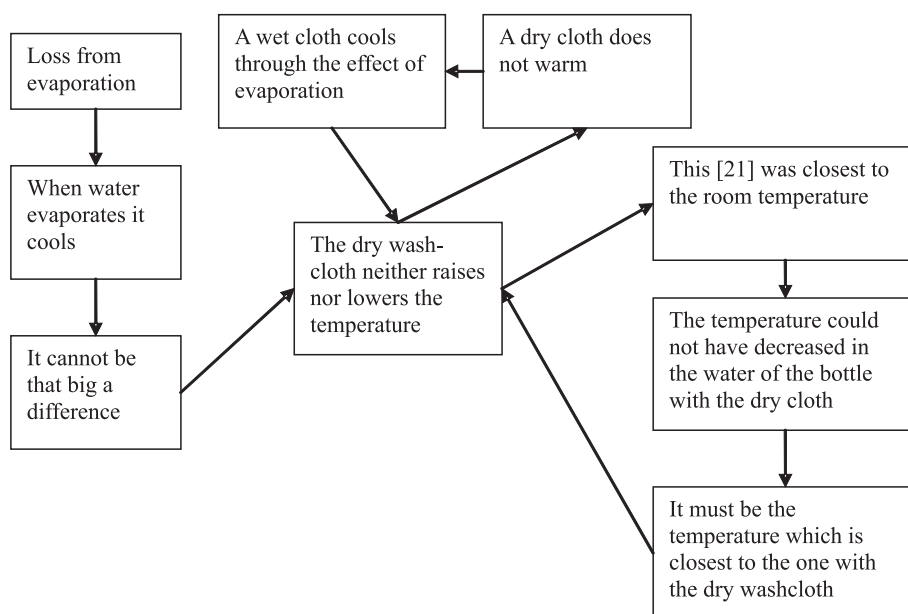 Loss from
evaporation
When water
evaporates it
cools
It cannot be
that big a
difference
A wet cloth cools
through the effect of
evaporation
A dry cloth does
not warm
The dry wash-
cloth neither raises
nor lowers the
temperature
This [21] was closest to
the room temperature
The temperature could
not have decreased in
the water of the bottle
with the dry cloth
It must be the
temperature which is
closest to the one with
the dry washcloth